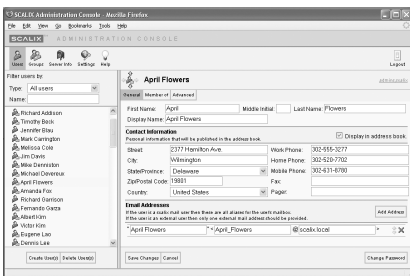 SCALIX Administration Console - Mozilla Firefox
File Edit View Go Bookmarks Tools Help
SCALIX ADMINISTRATION CONSOLE
Users Groups Server Info Settings Help
Logout
Filter users by:
Type: All users
Name:
Richard Addison
Timothy Bock
Jennifer Blau
Mark Carrington
Melissa Cole
Jim Davis
Mike Denniston
Michael Devereux
April Flowers
Amanda Fox
Richard Garrison
Fernando Garza
Albert Kim
Victor Kim
Eugene Lao
Dennis Lee
Create User(s) Delete User(s)
April Flowers
General Member of Advanced
First Name: April Middle Initial: Last Name: Flowers
Display Name: April Flowers
Contact Information
Personal information that will be published in the address book.
Display in address book.
Street: 2377 Hamilton Ave. Work Phone: 302-555-3277
City: Wilmington Home Phone: 302-520-7702
State/Province: Delaware Mobile Phone: 302-631-8780
Zip/Postal Code: 19801 Fax:
Country: United States Pager:
Email Addresses
If the user is a scalix mail user then these are all aliases for the user's mailbox.
If the user is an external user then only one external mail address should be provided.
Add Address
"April Flowers " * April_Flowers @ scalix.local *
Save Changes Cancel Change Password